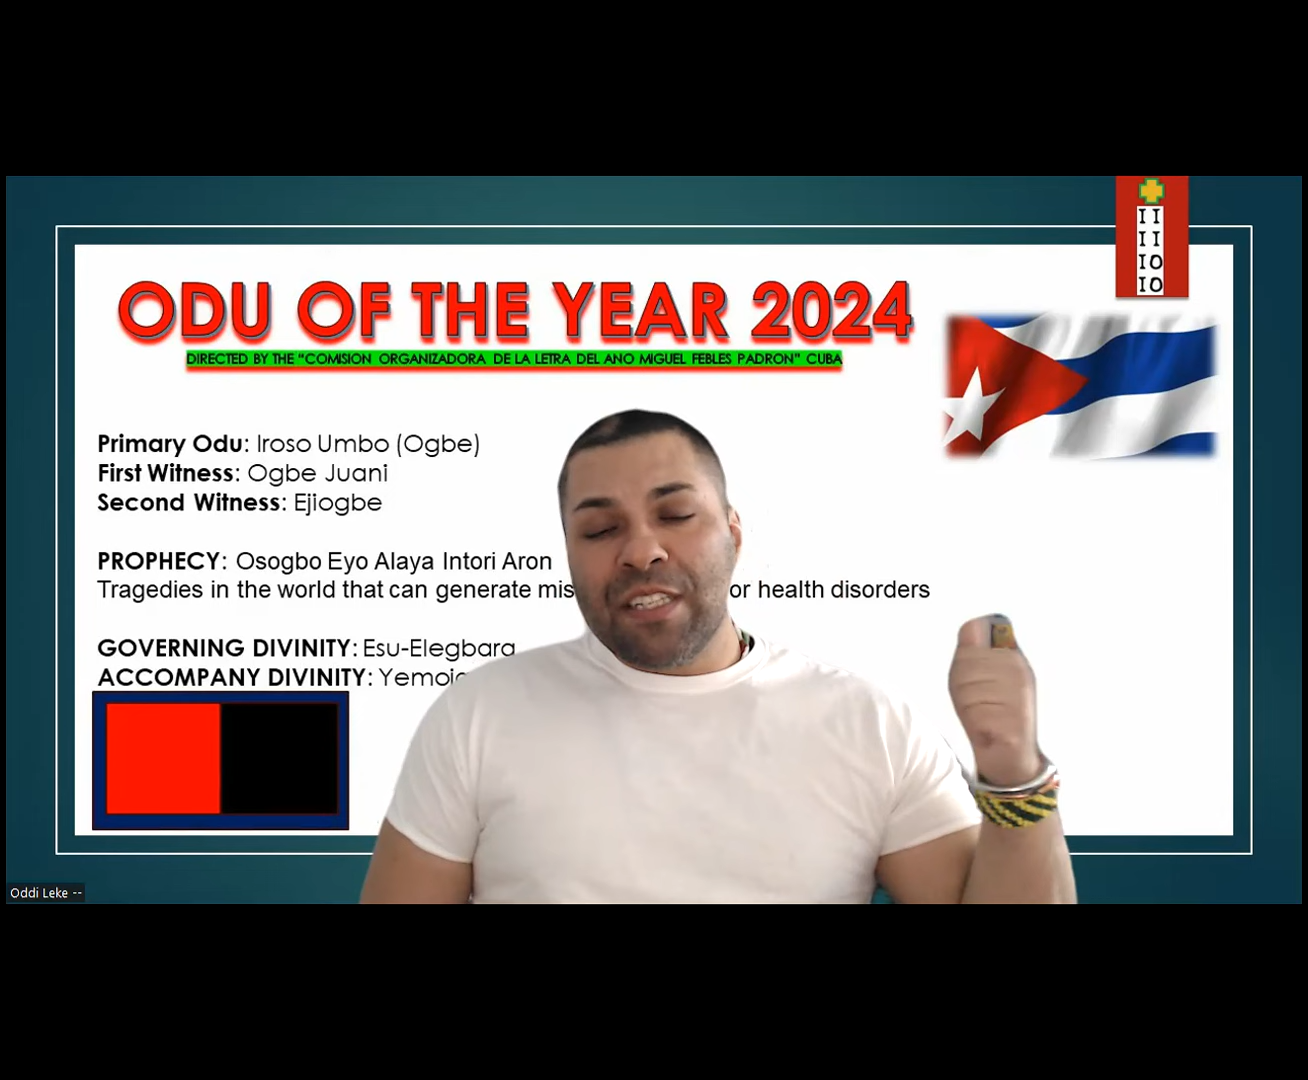 ODU OF THE YEAR 2024
DIRECTED BY THE “COMISION ORGANIZADORA DE LA LETRA DEL ANO MIGUEL FEBLES PADRON” CUBA
I I
I I
I O
I O
Primary Odu: Iroso Umbo (Ogbe)
First Witness: Ogbe Juani
Second Witness: Ejiogbe
PROPHECY: Osogbo Eyo Alaya Intori Aron
Tragedies in the world that can generate or health disorders
GOVERNING DIVINITY: Esu-Elegbara
ACCOMPANY DIVINITY:
Oddi Leke --